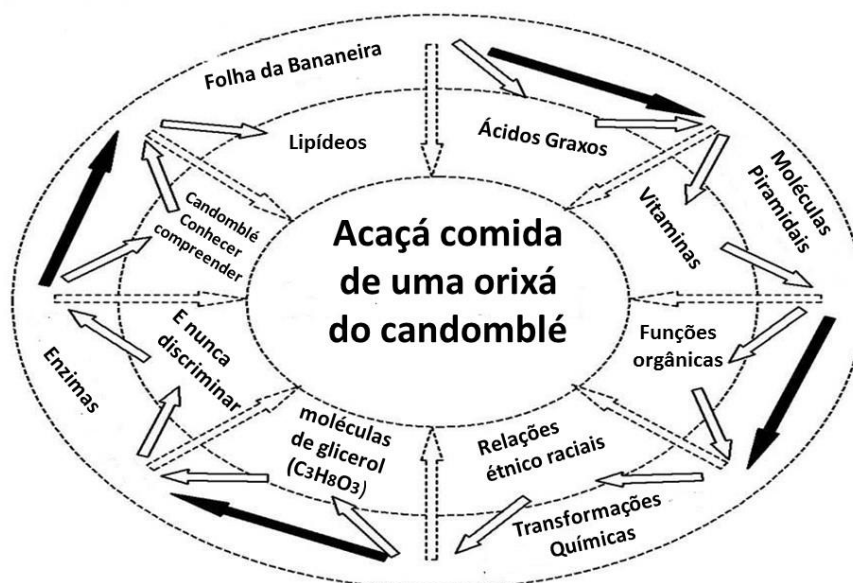 Folha da Bananeira
Lipídeos
Ácidos Graxos
Moléculas
Piramidais
Vitaminas
Candomblé
Conhecer
compreender
Acaçá comida
de uma orixá
do candomblé
Funções
orgânicas
E nunca
discriminar
Enzimas
moléculas
de glicerol
(C3H8O3)
Relações
étnico raciais
Transformações
Químicas